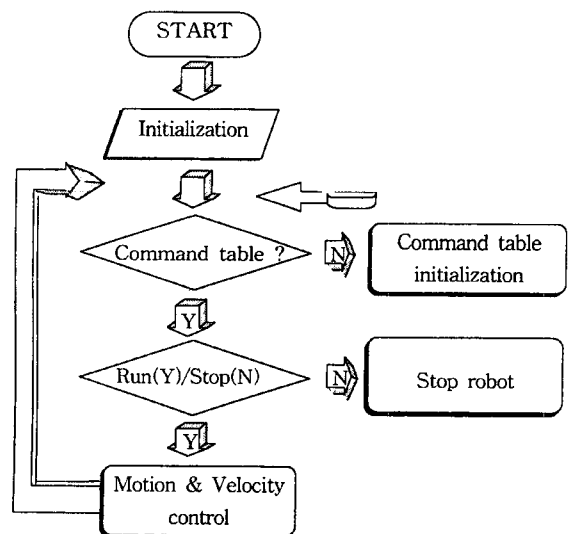 START
Initialization
Command table ?
N
Command table
initialization
Y
Run(Y)/Stop(N)
N
Stop robot
Y
Motion & Velocity
control